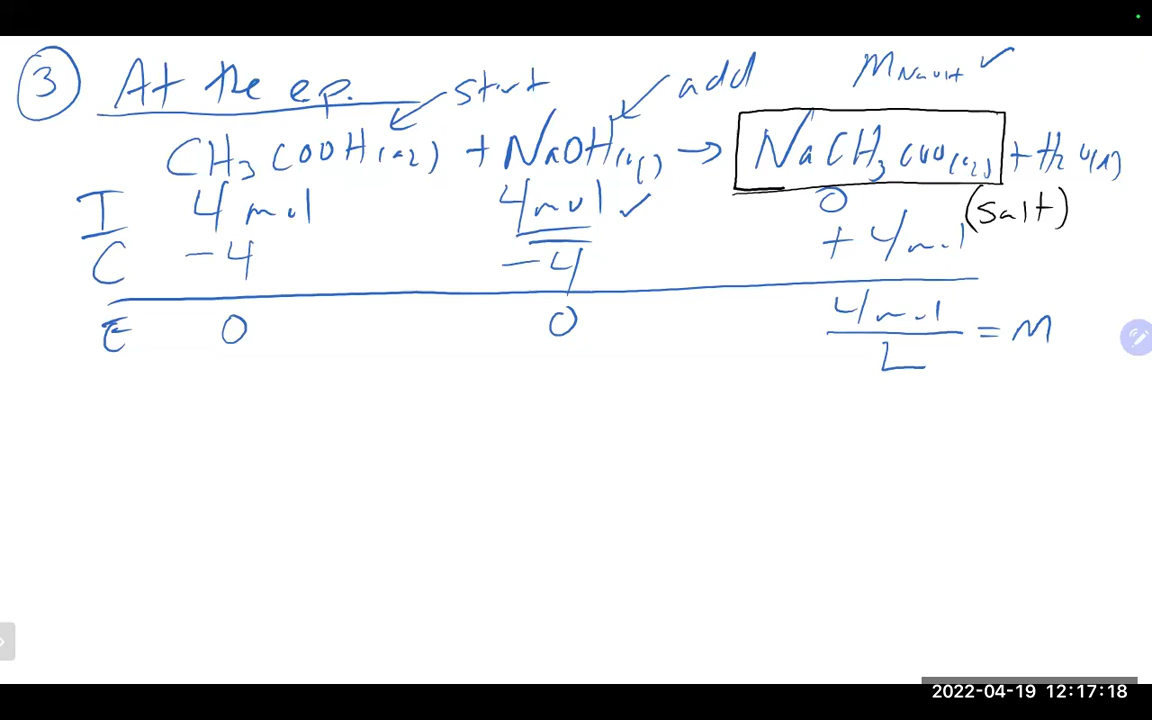 ③ At the e.p. start add M NaOH ✓
CH3COOH(aq) + NaOH(aq) → NaCH3COO(aq) + H2O(l)
I 4 mol 4 mol ✓ 0 (salt)
C -4 -4 + 4 mol
E 0 0 4 mol / L = M
2022-04-19 12:17:18